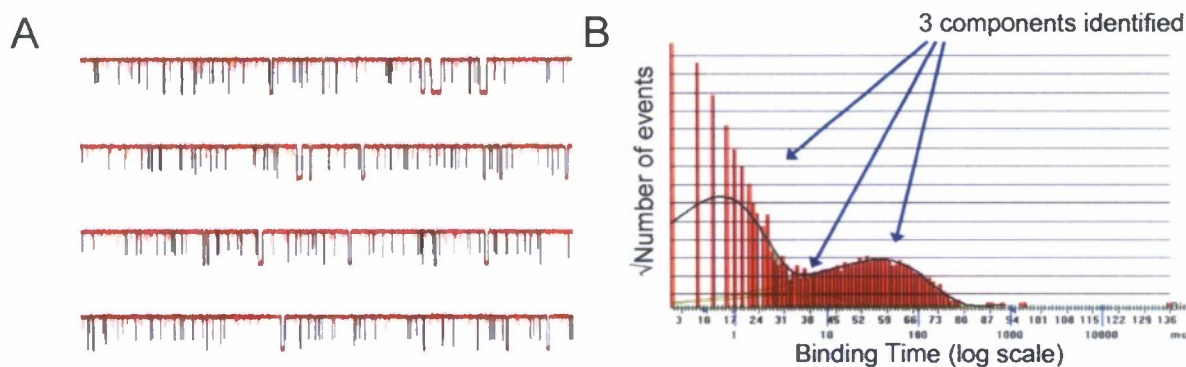 A
B
3 components identified
√Number of events
3 10 17 24 31 38 45 52 59 66 73 80 87 94 101 108 115 122 129 136
1 10 100 1000 10000 ms
Binding Time (log scale)